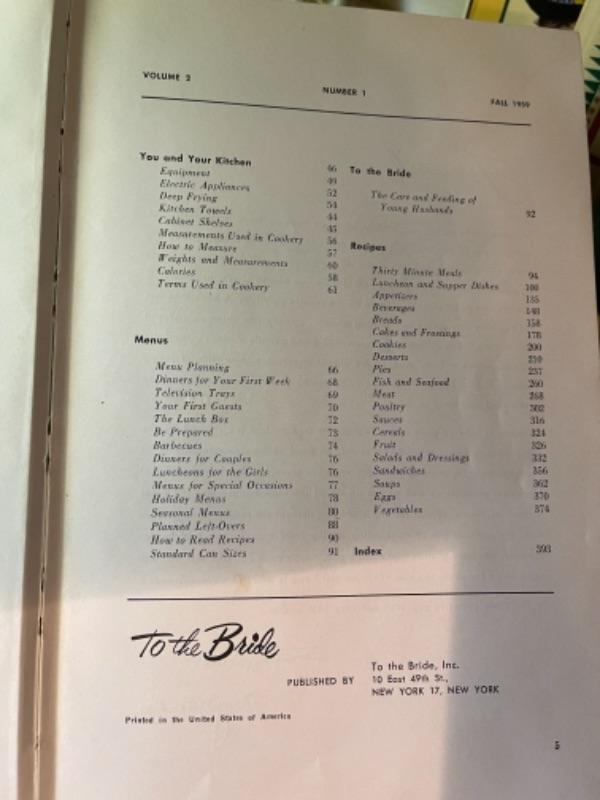 VOLUME 2 NUMBER 1 FALL 1959
You and Your Kitchen
Equipment 46
Electric Appliances 49
Deep Frying 52
Kitchen Towels 54
Cabinet Shelves 44
Measurements Used in Cookery 45
How to Measure 56
Weights and Measurements 57
Calories 60
Terms Used in Cookery 58
61
Menus
Menu Planning 66
Dinners for Your First Week 68
Television Trays 69
Your First Guests 70
The Lunch Box 72
Be Prepared 73
Barbecues 74
Dinners for Couples 76
Luncheons for the Girls 76
Menus for Special Occasions 77
Holiday Menus 78
Seasonal Menus 80
Planned Left-Overs 88
How to Read Recipes 90
Standard Can Sizes 91
To the Bride
The Care and Feeding of
Young Husbands 92
Recipes
Thirty Minute Meals 94
Luncheon and Supper Dishes 108
Appetizers 135
Beverages 148
Breads 158
Cakes and Frostings 178
Cookies 200
Desserts 210
Pies 237
Fish and Seafood 260
Meat 268
Poultry 302
Sauces 316
Cereals 324
Fruit 326
Salads and Dressings 332
Sandwiches 356
Soups 362
Eggs 370
Vegetables 374
Index 393
To the Bride
PUBLISHED BY
To the Bride, Inc.
10 East 49th St.,
NEW YORK 17, NEW YORK
Printed in the United States of America
5